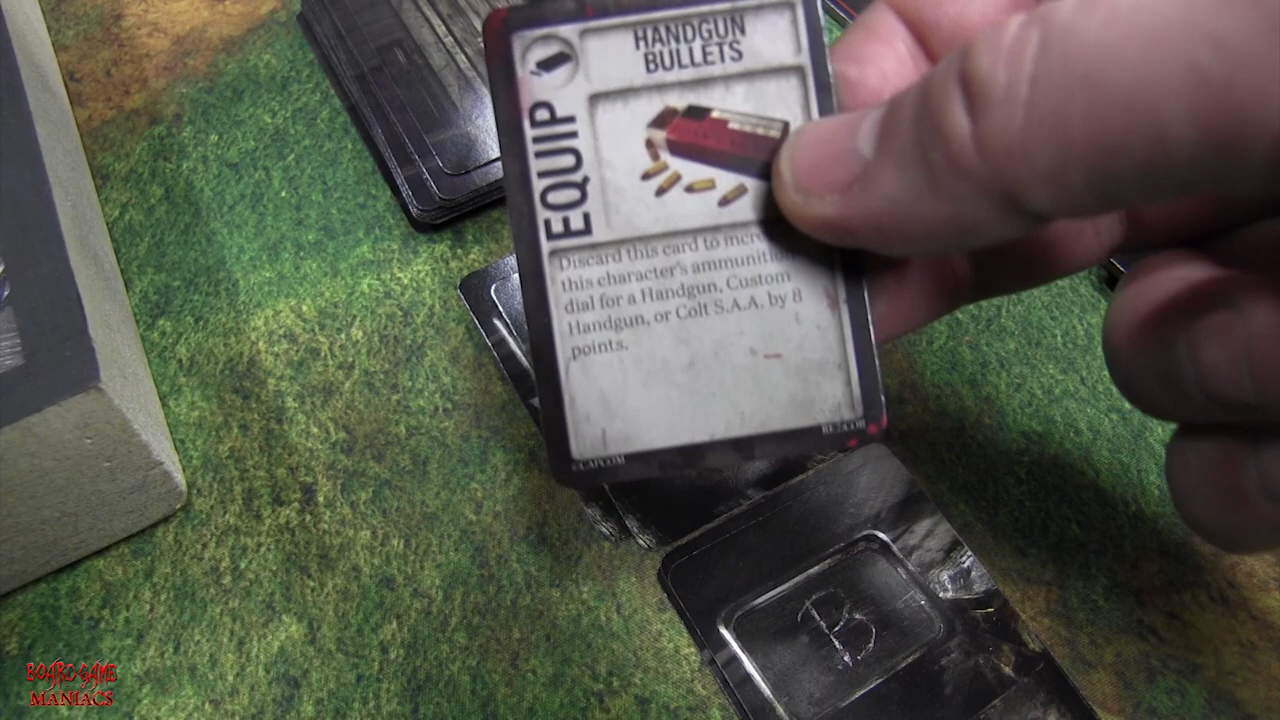 HANDGUN
BULLETS
EQUIP
Discard this card to
this character's ammunition
dial for a Handgun, Custom
Handgun, or Colt S.A.A. by 8
points.
©CAPCOM
B
BOARD GAME
MANIACS